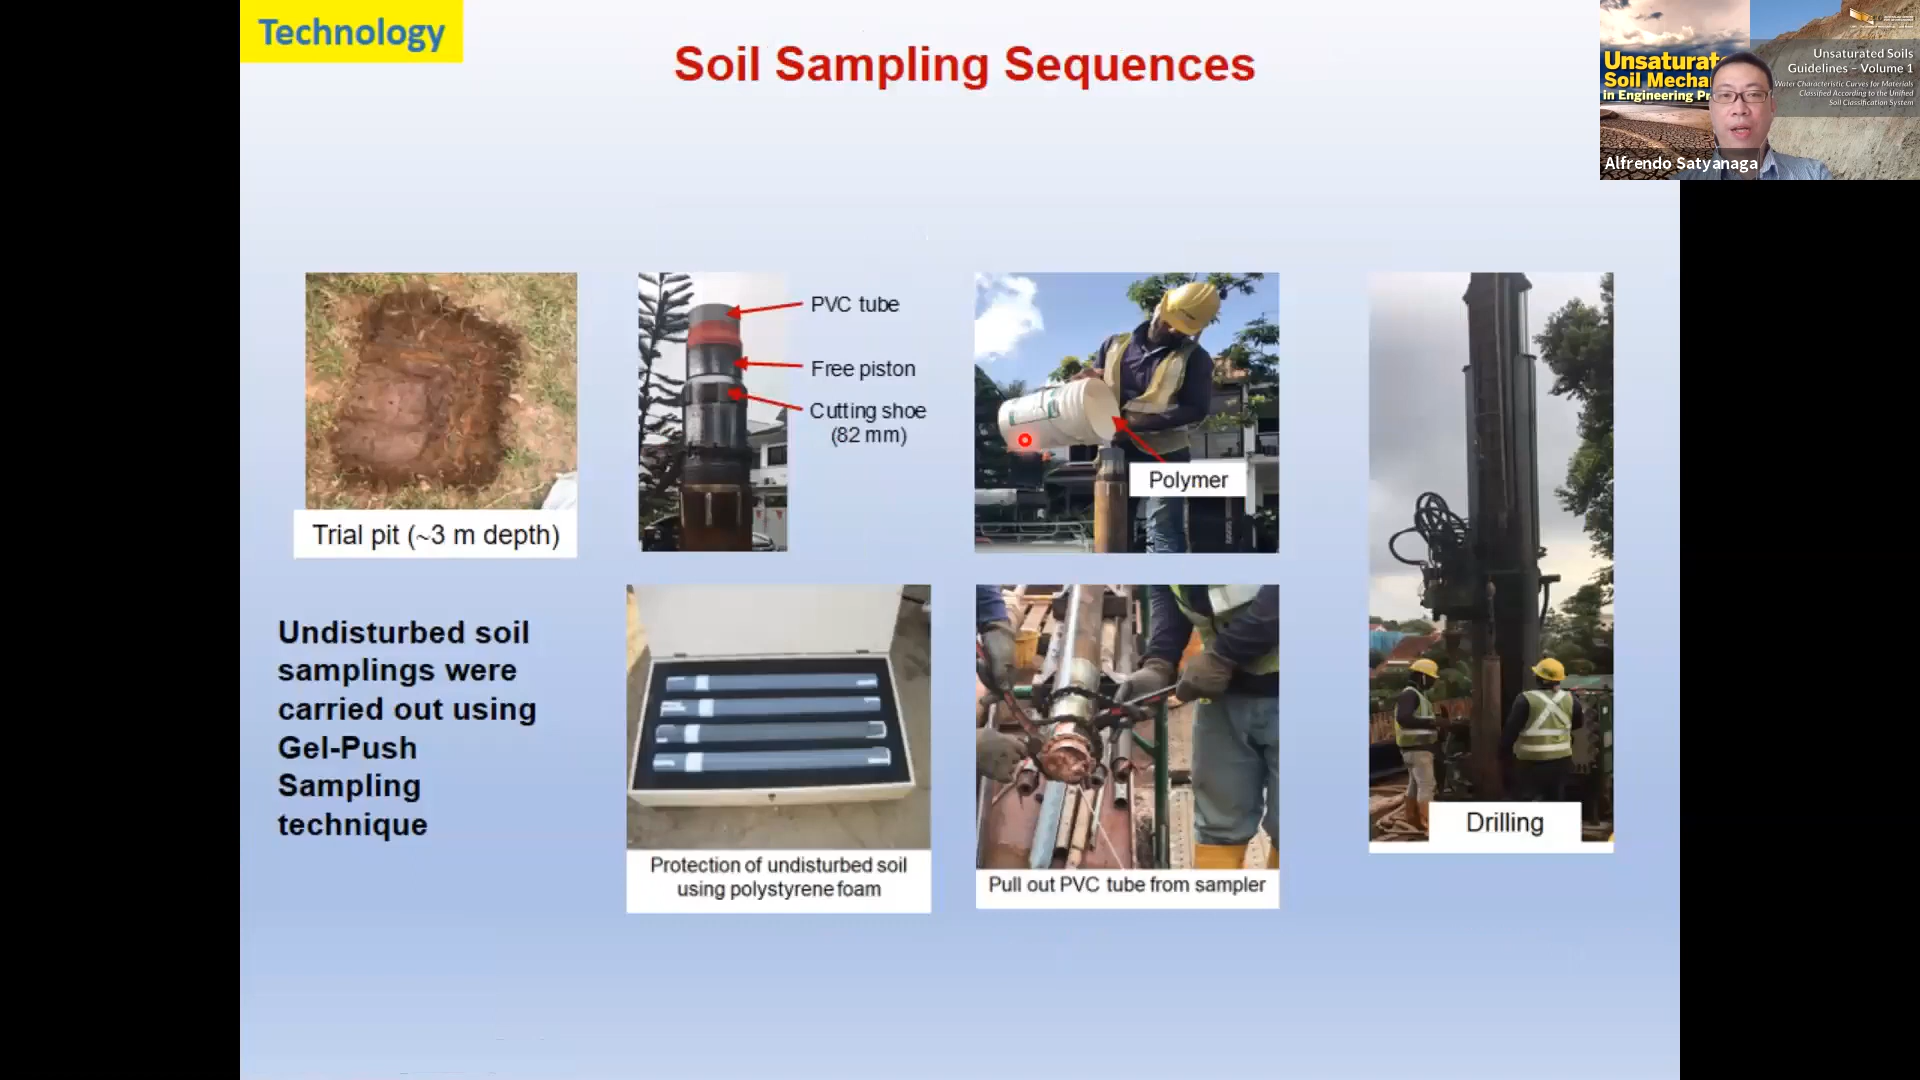 Technology
Soil Sampling Sequences
Unsaturat
Soil Mecha
in Engineering Pr
Unsaturated Soils
Guidelines – Volume 1
Water Characteristic Curves for Materials
Classified According to the Unified
Soil Classification System
Alfrendo Satyanaga
PVC tube
Free piston
Cutting shoe
(82 mm)
Polymer
Trial pit (~3 m depth)
Undisturbed soil
samplings were
carried out using
Gel-Push
Sampling
technique
Protection of undisturbed soil
using polystyrene foam
Pull out PVC tube from sampler
Drilling